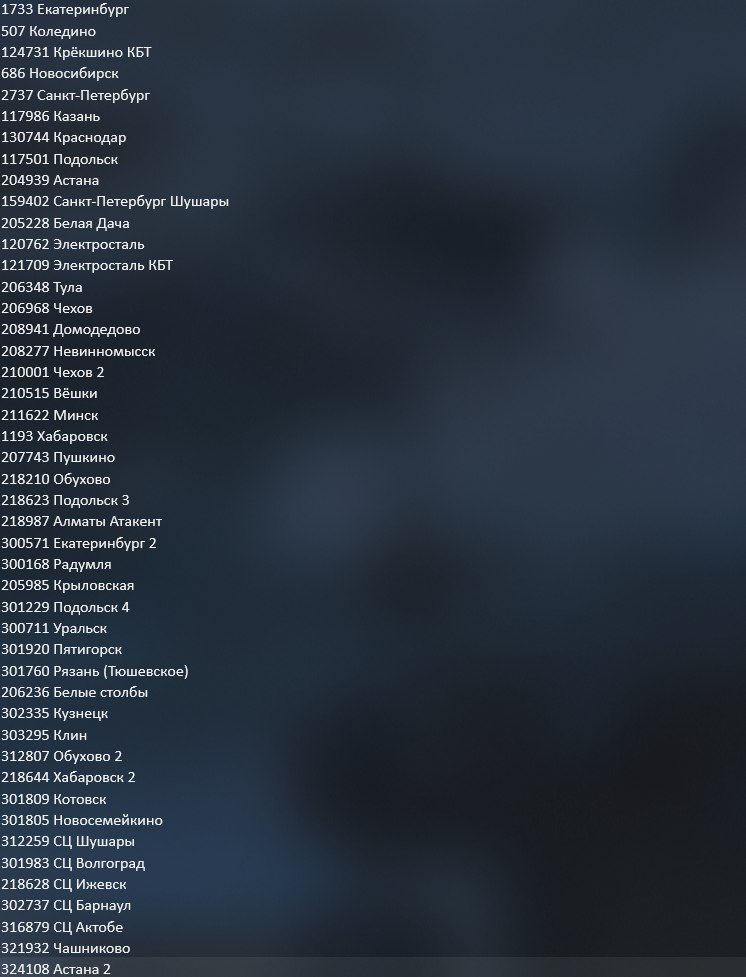 1733 Екатеринбург
507 Коледино
124731 Крёкшино КБТ
686 Новосибирск
2737 Санкт-Петербург
117986 Казань
130744 Краснодар
117501 Подольск
204939 Астана
159402 Санкт-Петербург Шушары
205228 Белая Дача
120762 Электросталь
121709 Электросталь КБТ
206348 Тула
206968 Чехов
208941 Домодедово
208277 Невинномысск
210001 Чехов 2
210515 Вёшки
211622 Минск
1193 Хабаровск
207743 Пушкино
218210 Обухово
218623 Подольск 3
218987 Алматы Атакент
300571 Екатеринбург 2
300168 Радумля
205985 Крыловская
301229 Подольск 4
300711 Уральск
301920 Пятигорск
301760 Рязань (Тюшевское)
206236 Белые столбы
302335 Кузнецк
303295 Клин
312807 Обухово 2
218644 Хабаровск 2
301809 Котовск
301805 Новосемейкино
312259 СЦ Шушары
301983 СЦ Волгоград
218628 СЦ Ижевск
302737 СЦ Барнаул
316879 СЦ Актобе
321932 Чашниково
324108 Астана 2